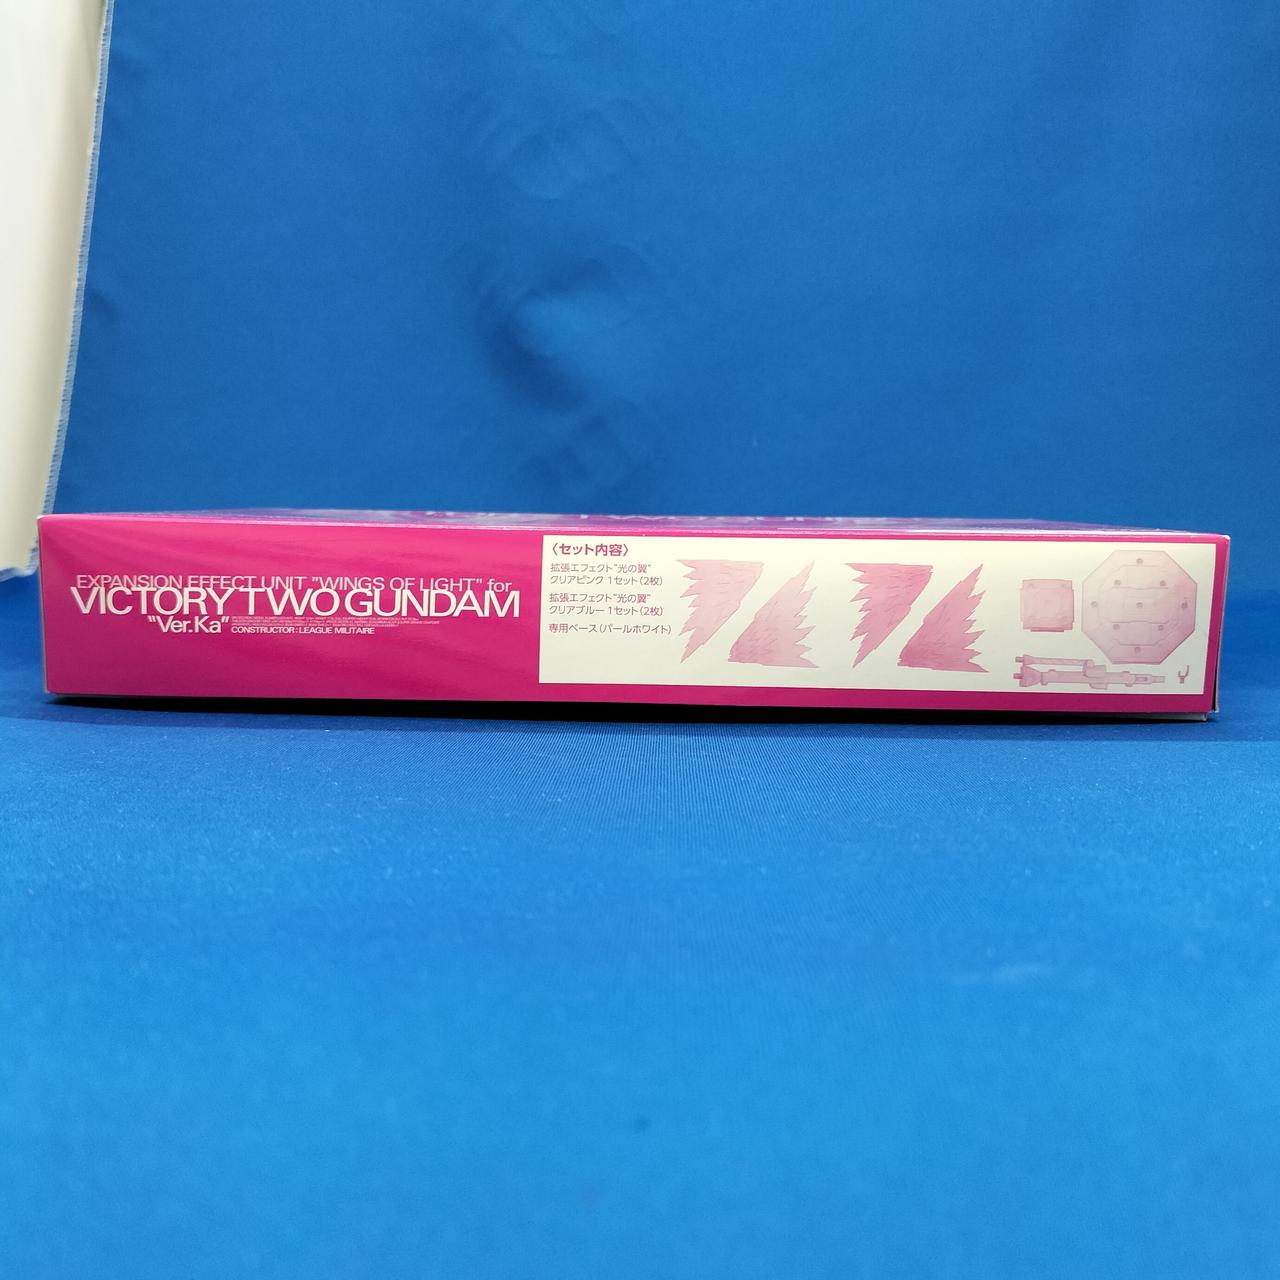 EXPANSION EFFECT UNIT "WINGS OF LIGHT" for
VICTORY TWO GUNDAM
"Ver.Ka"
CONSTRUCTOR : LEAGUE MILITAIRE
〈セット内容〉
拡張エフェクト"光の翼"
クリアピンク 1セット(2枚)
拡張エフェクト"光の翼"
クリアブルー 1セット(2枚)
専用ベース(パールホワイト)